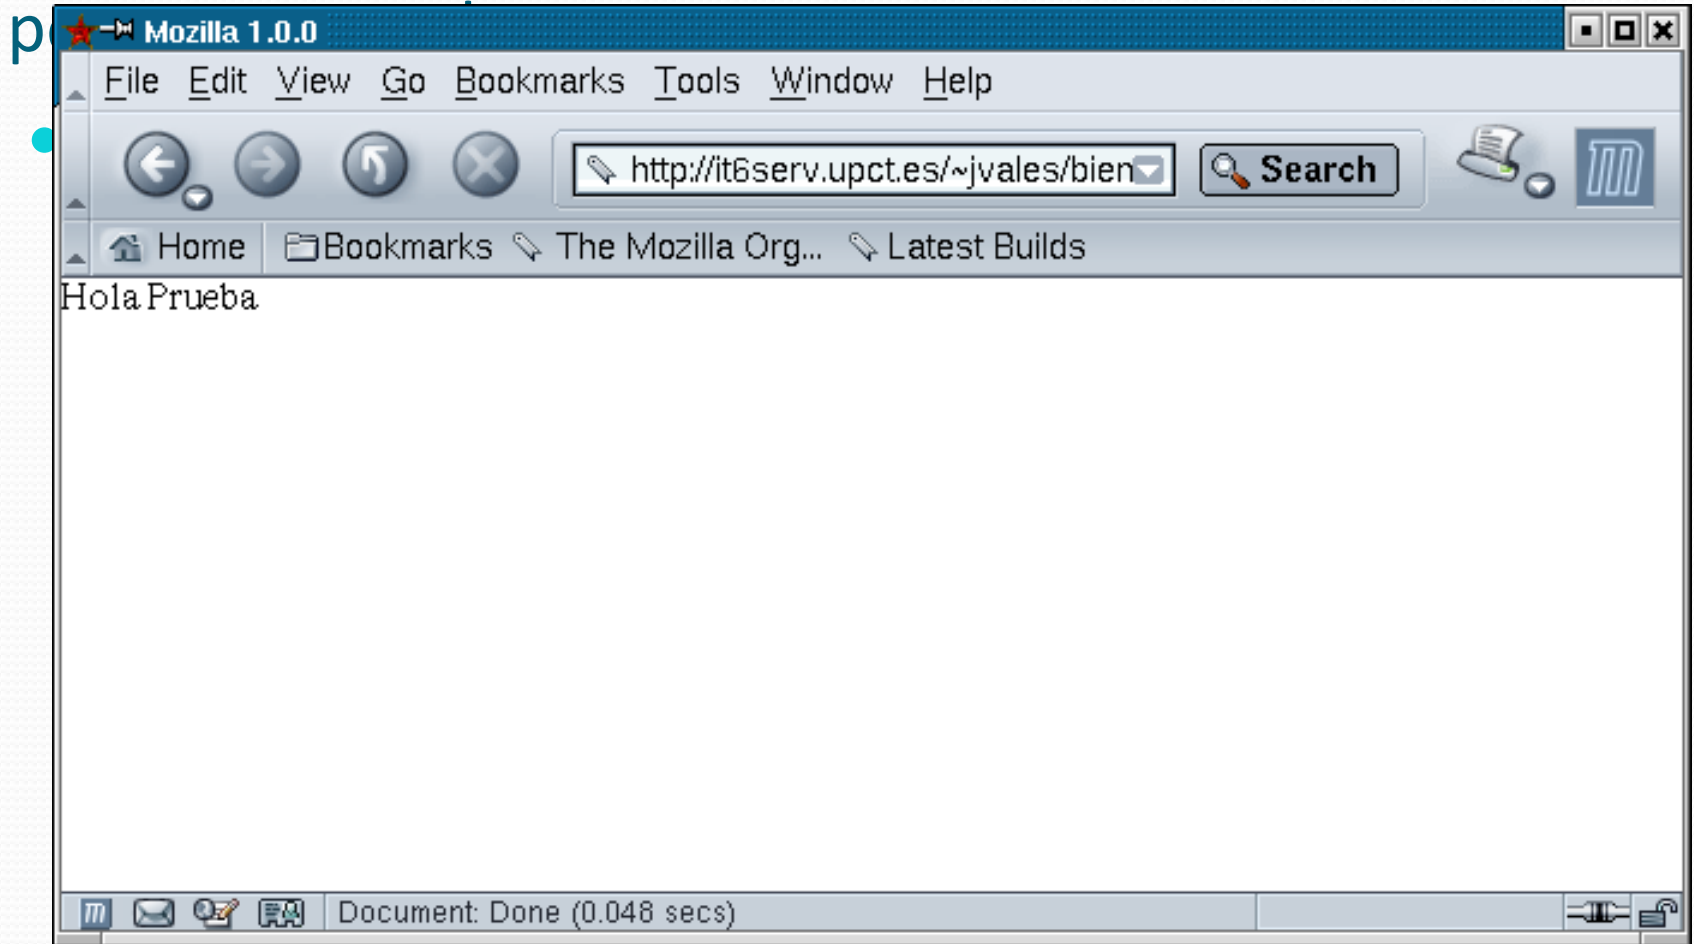 Mozilla 1.0.0
File Edit View Go Bookmarks Tools Window Help
http://it6serv.upct.es/~jvales/bien Search
Home Bookmarks The Mozilla Org... Latest Builds
Hola Prueba
Document: Done (0.048 secs)